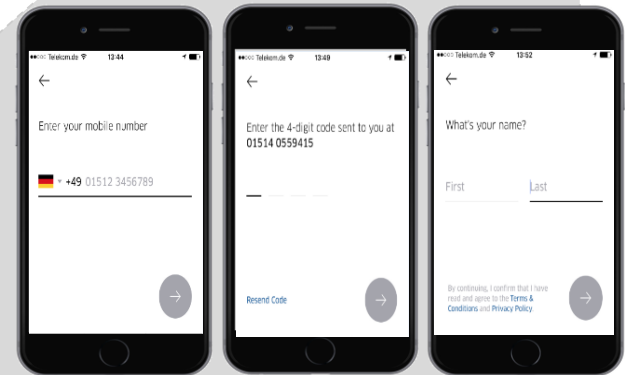 Telekom.de 13:44
Enter your mobile number
+49 01512 3456789
Telekom.de 13:49
Enter the 4-digit code sent to you at
01514 0559415
Resend Code
Telekom.de 13:52
What's your name?
First Last
By continuing, I confirm that I have
read and agree to the Terms &
Conditions and Privacy Policy.